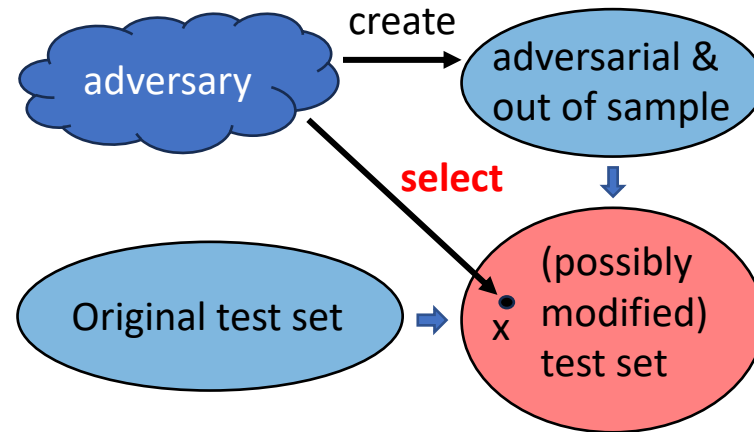 create
adversary
adversarial &
out of sample
select
Original test set
(possibly
modified)
test set
x